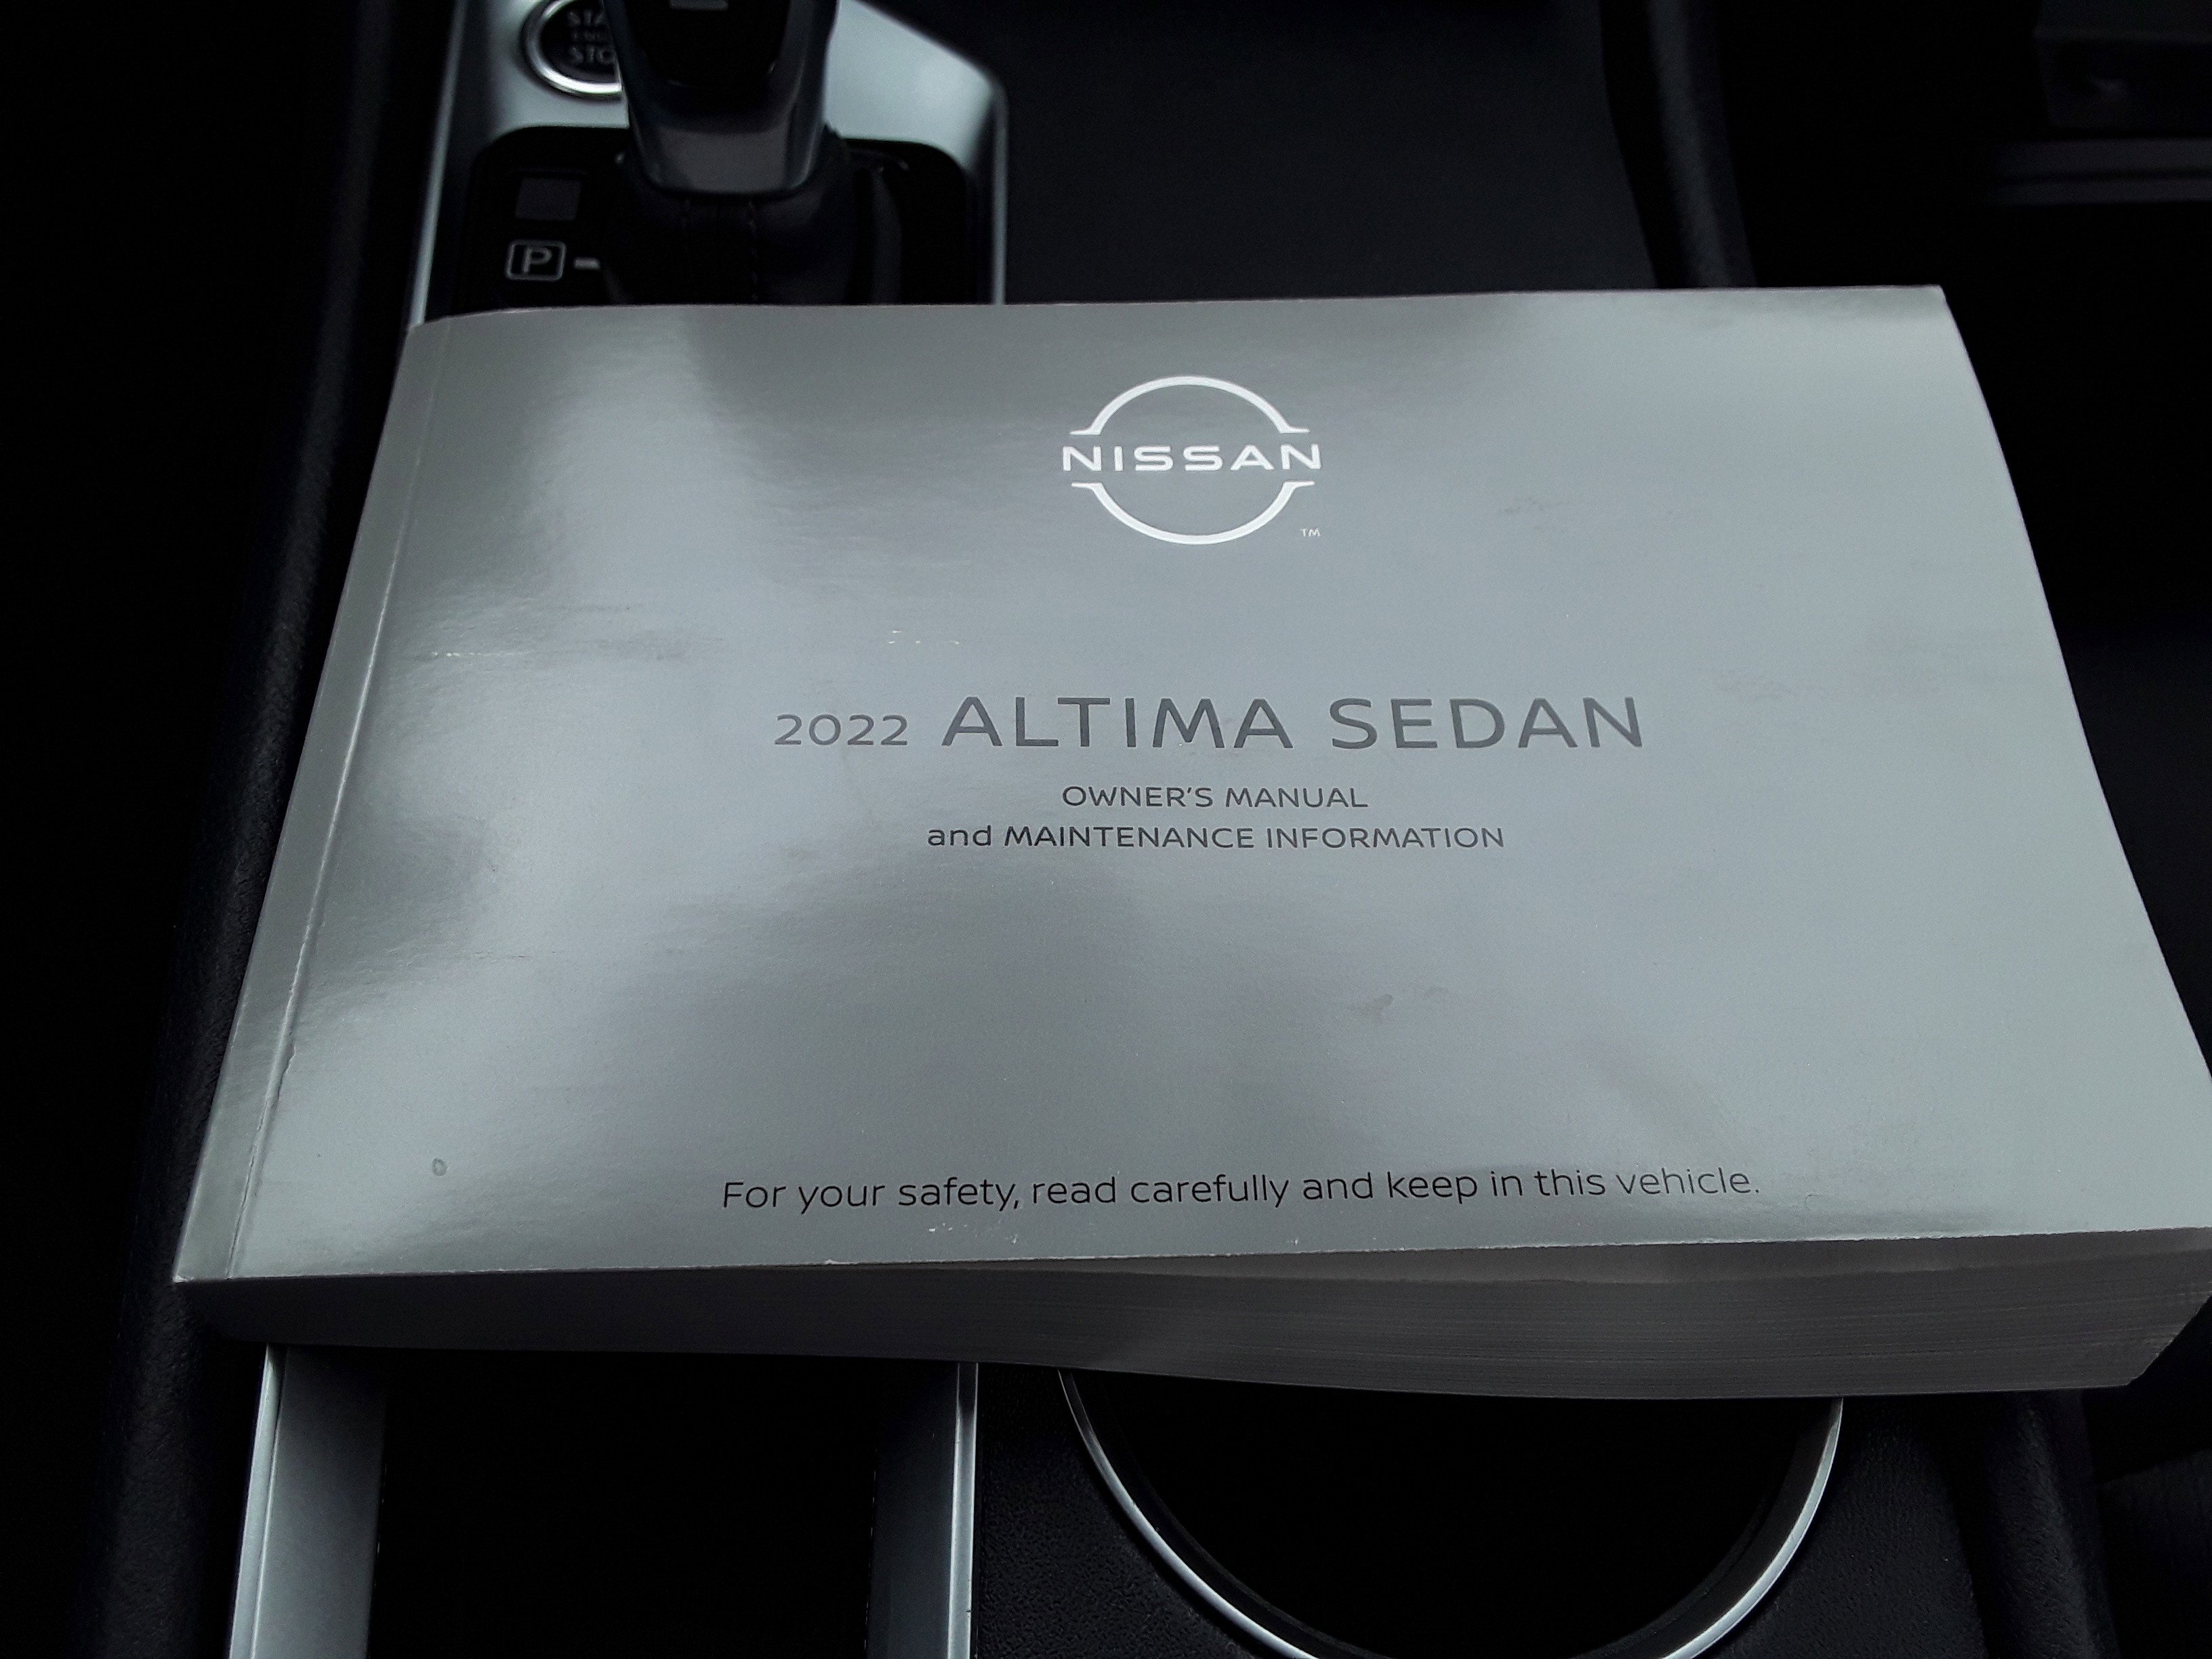 P
NISSAN
TM
2022 ALTIMA SEDAN
OWNER'S MANUAL
and MAINTENANCE INFORMATION
For your safety, read carefully and keep in this vehicle.